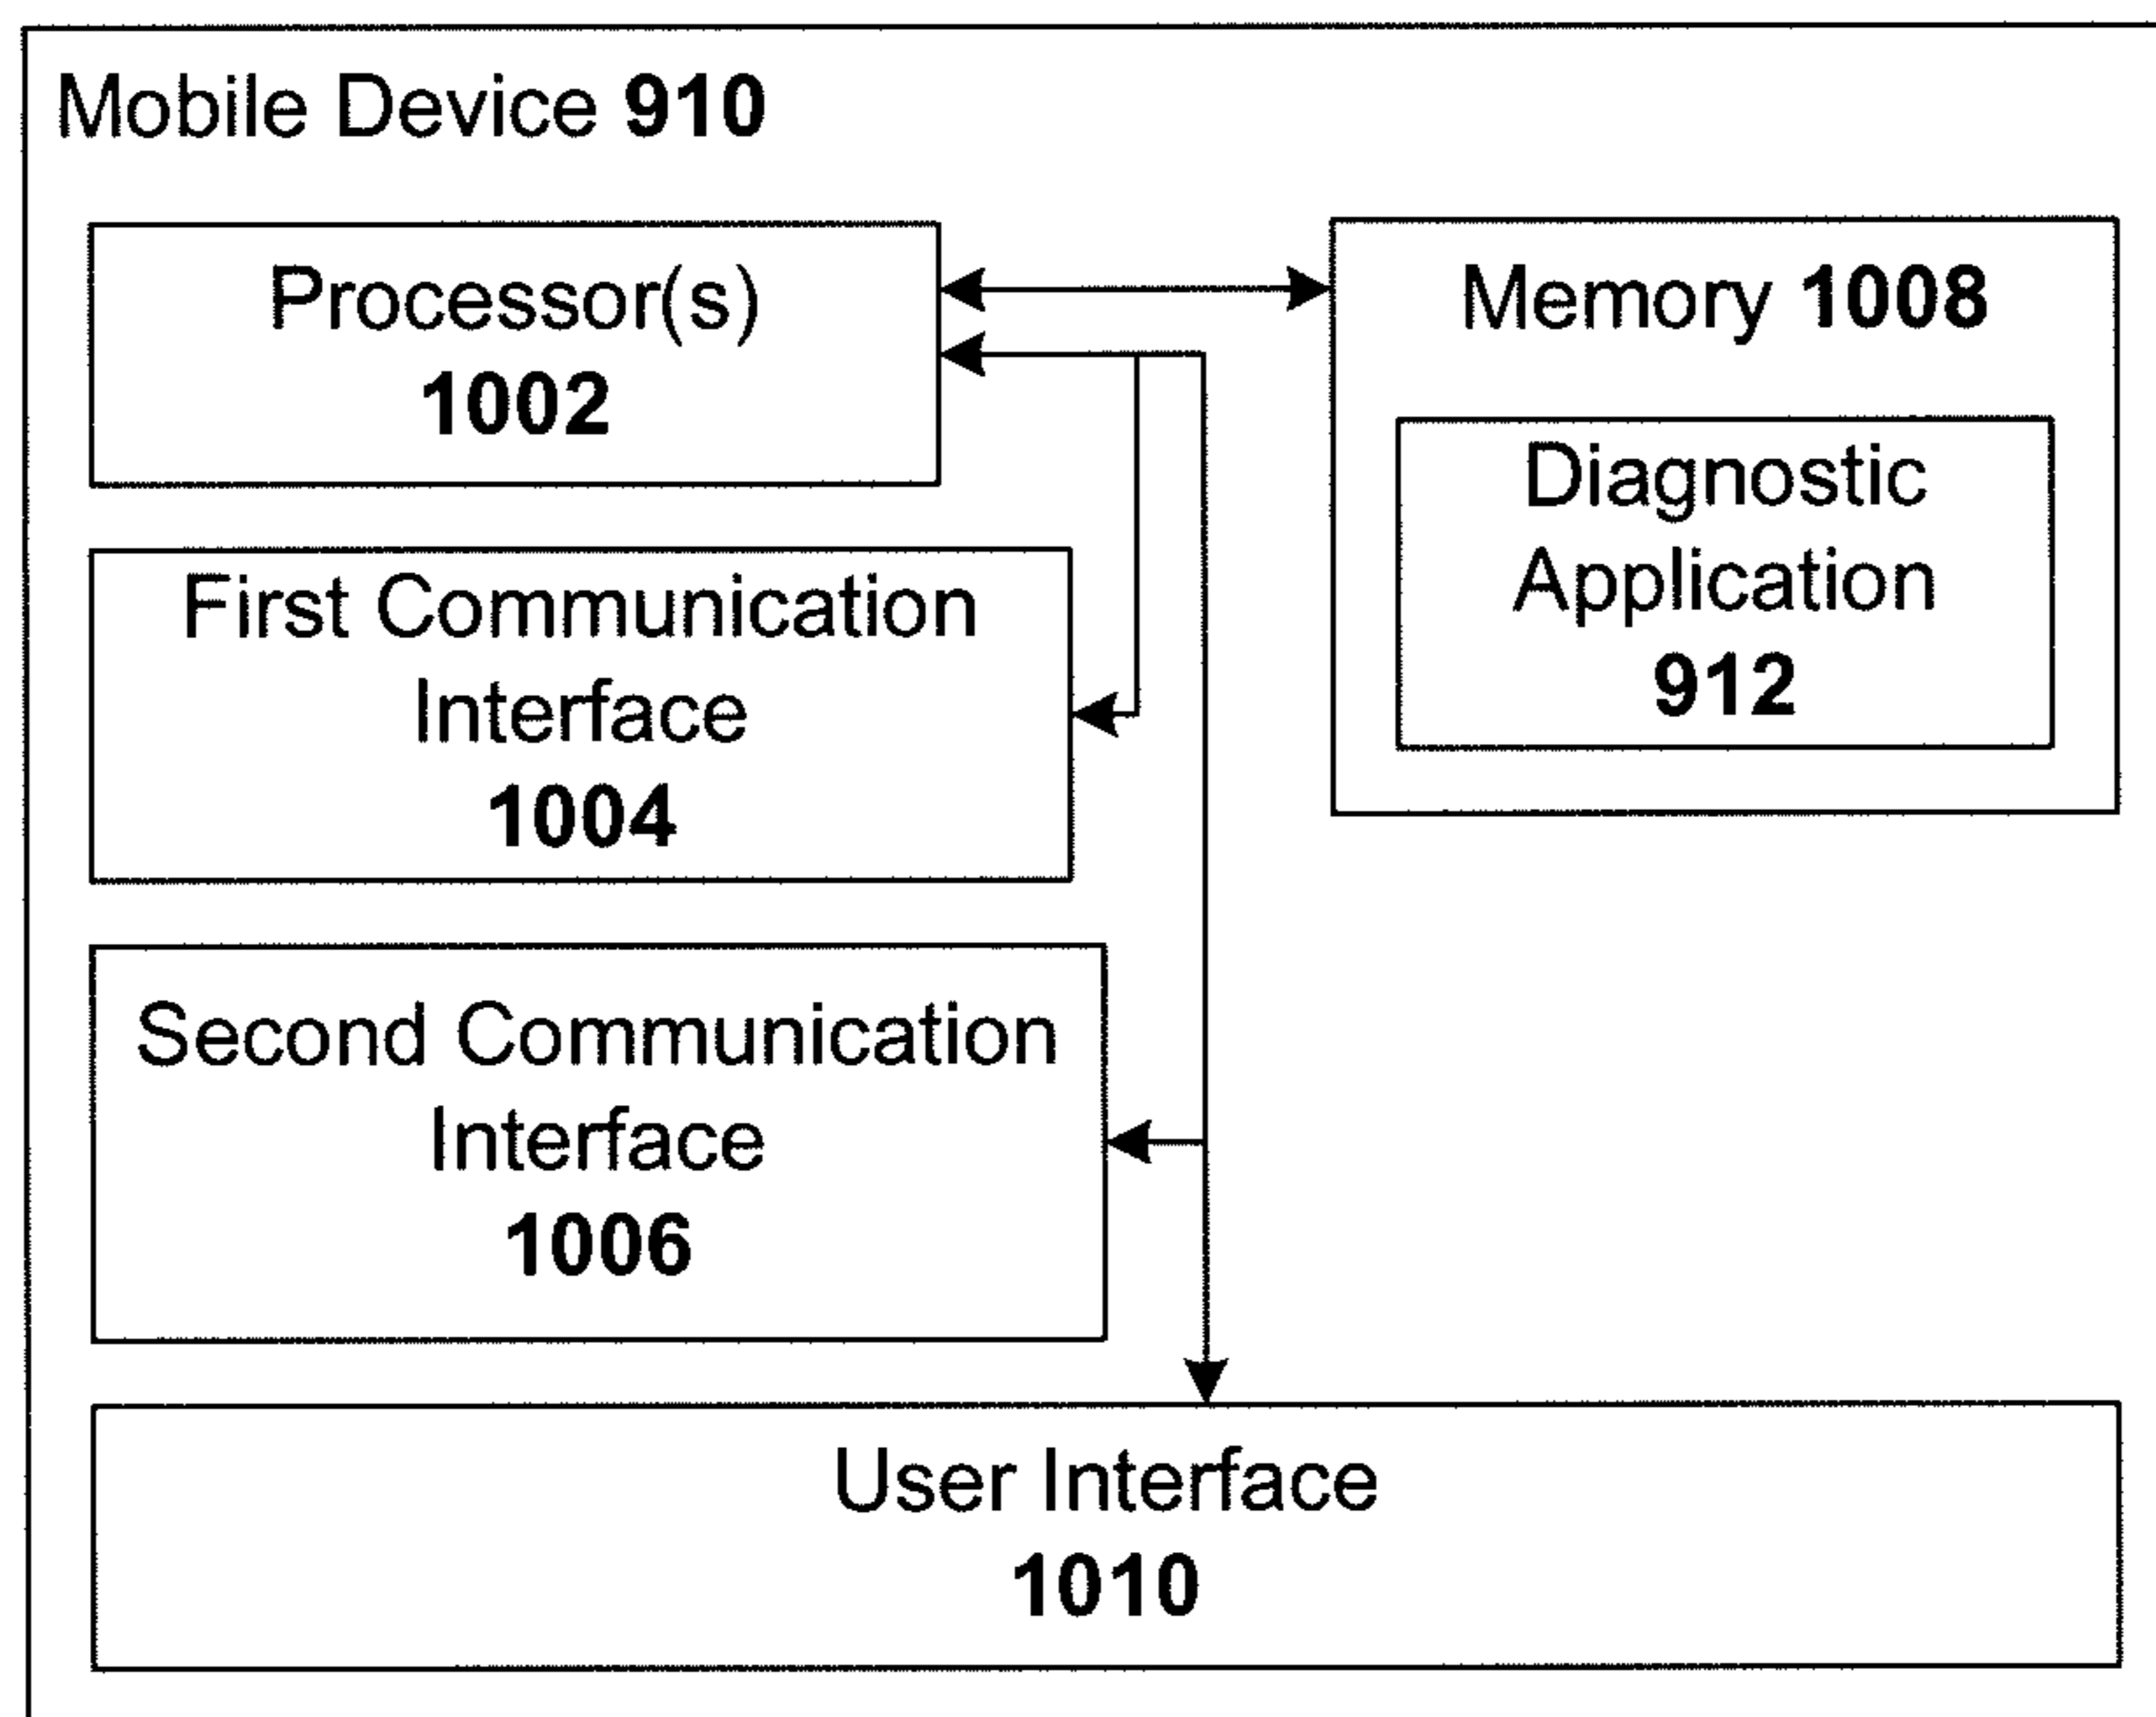 Mobile Device 910
Processor(s)
1002
Memory 1008
Diagnostic
Application
912
First Communication
Interface
1004
Second Communication
Interface
1006
User Interface
1010